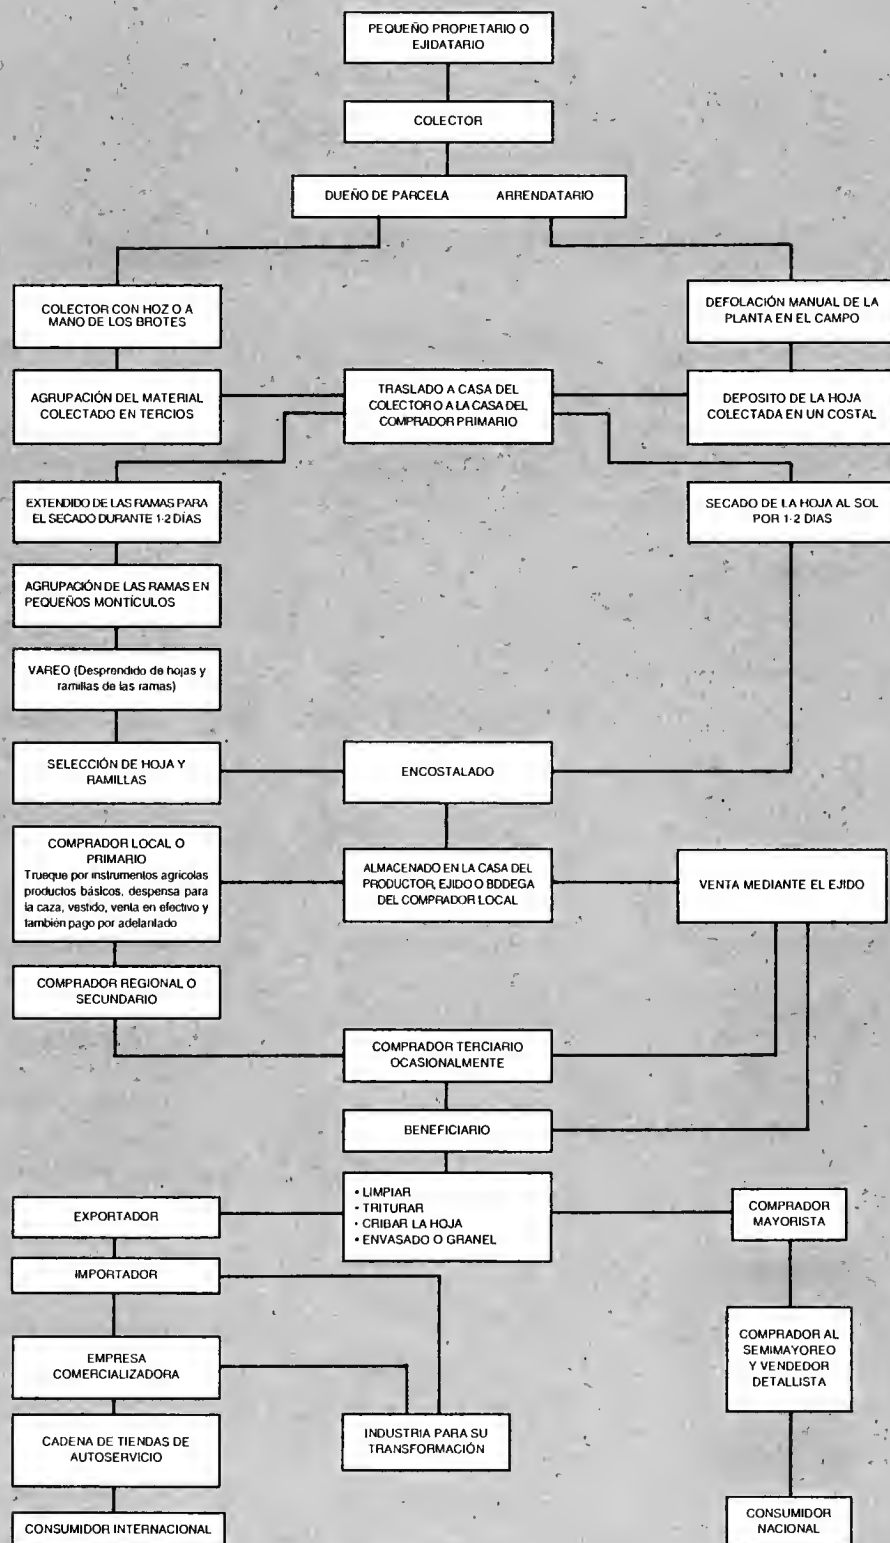 PEQUEÑO PROPIETARIO O
EJIDATARIO
COLECTOR
DUEÑO DE PARCELA ARRENDATARIO
COLECTOR CON HOZ O A
MANO DE LOS BROTES
DEFOLACIÓN MANUAL DE LA
PLANTA EN EL CAMPO
AGRUPACIÓN DEL MATERIAL
COLECTADO EN TERCIOS
TRASLADO A CASA DEL
COLECTOR O A LA CASA DEL
COMPRADOR PRIMARIO
DEPOSITO DE LA HOJA
COLECTADA EN UN COSTAL
EXTENDIDO DE LAS RAMAS PARA
EL SECADO DURANTE 1-2 DÍAS
SECADO DE LA HOJA AL SOL
POR 1-2 DIAS
AGRUPACIÓN DE LAS RAMAS EN
PEQUEÑOS MONTÍCULOS
VAREO (Desprendido de hojas y
ramillas de las ramas)
SELECCIÓN DE HOJA Y
RAMILLAS
ENCOSTALADO
COMPRADOR LOCAL O
PRIMARIO
Trueque por instrumentos agrícolas
productos básicos, despensa para
la caza, vestido, venta en efectivo y
también pago por adelantado
ALMACENADO EN LA CASA DEL
PRODUCTOR, EJIDO O BODEGA
DEL COMPRADOR LOCAL
VENTA MEDIANTE EL EJIDO
COMPRADOR REGIONAL O
SECUNDARIO
COMPRADOR TERCIARIO
OCASIONALMENTE
BENEFICIARIO
• LIMPIAR
• TRITURAR
• CRIBAR LA HOJA
• ENVASADO O GRANEL
EXPORTADOR
COMPRADOR
MAYORISTA
IMPORTADOR
EMPRESA
COMERCIALIZADORA
COMPRADOR AL
SEMIMAYOREO
Y VENDEDOR
DETALLISTA
CADENA DE TIENDAS DE
AUTOSERVICIO
INDUSTRIA PARA SU
TRANSFORMACIÓN
CONSUMIDOR INTERNACIONAL
CONSUMIDOR
NACIONAL